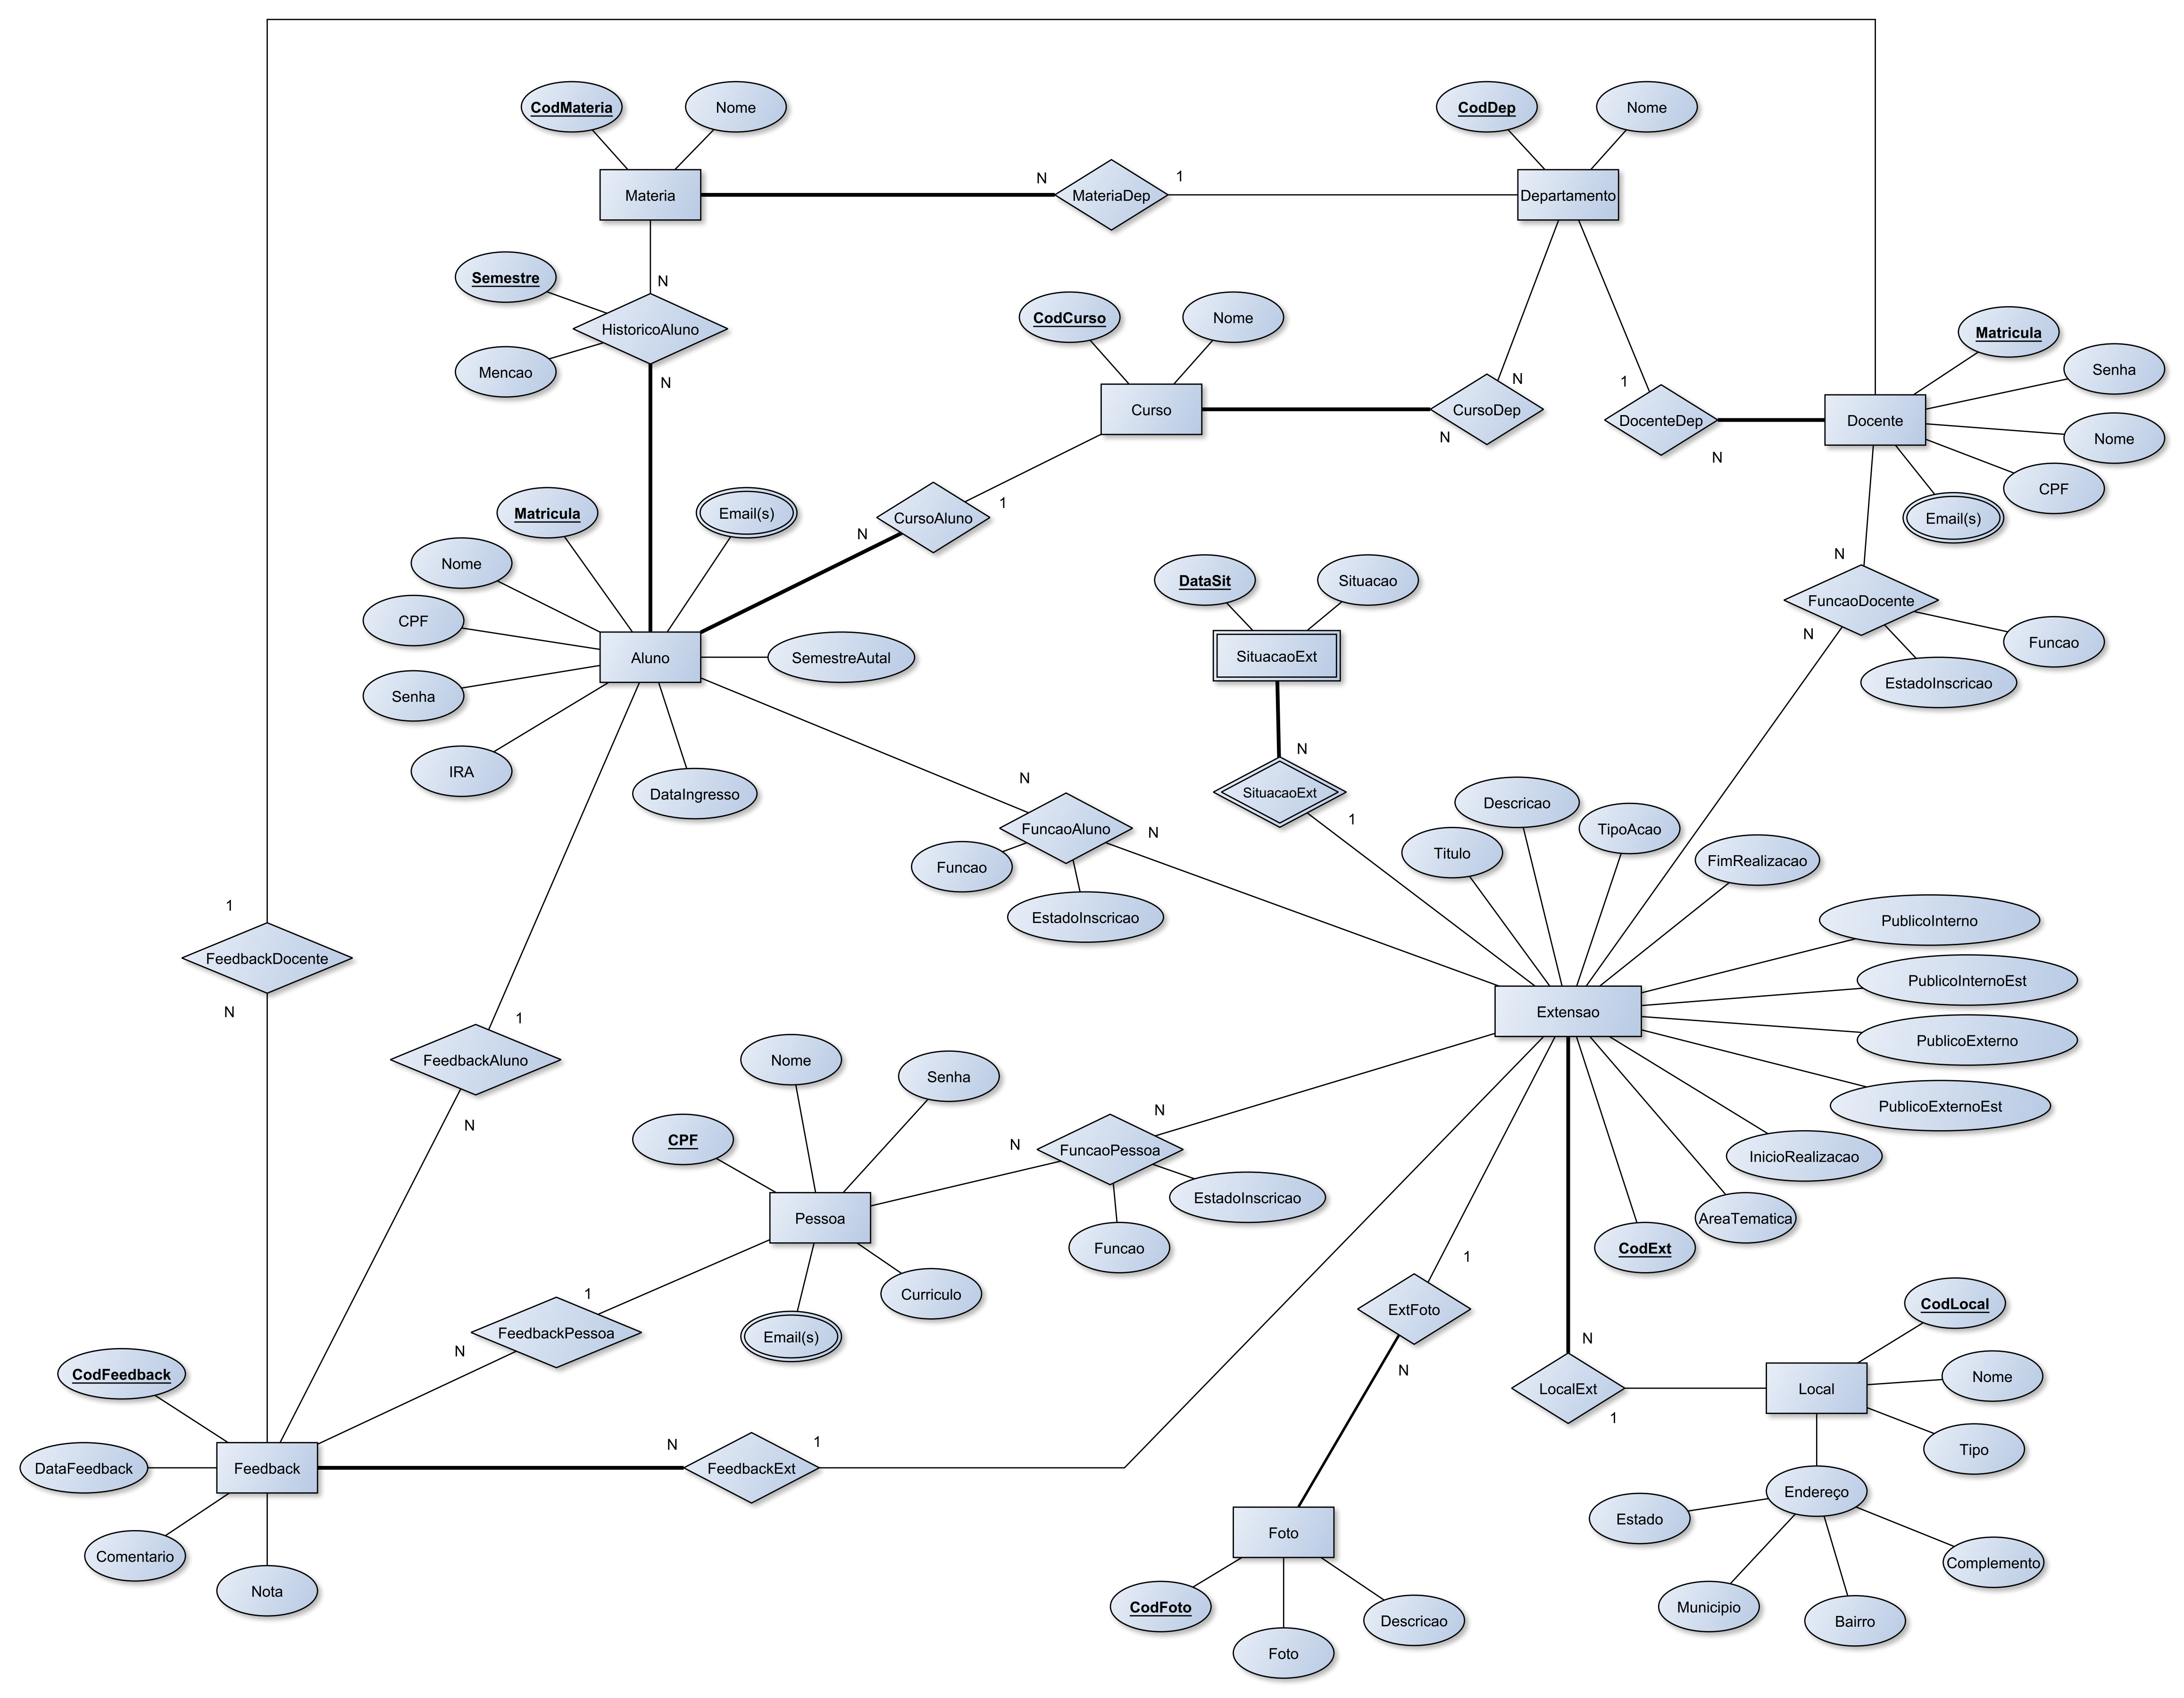 CodMateria
Nome
CodDep
Nome
Materia
N
MateriaDep
1
Departamento
Semestre
N
HistoricoAluno
Mencao
N
CodCurso
Nome
Curso
N
CursoDep
N
1
DocenteDep
N
Docente
Matricula
Senha
Nome
CPF
Email(s)
Matricula
Email(s)
CursoAluno
1
N
Nome
CPF
Senha
IRA
Aluno
SemestreAutal
DataIngresso
DataSit
Situacao
SituacaoExt
N
SituacaoExt
1
N
FuncaoDocente
N
Funcao
EstadoInscricao
N
FuncaoAluno
N
Funcao
EstadoInscricao
Titulo
Descricao
TipoAcao
FimRealizacao
PublicoInterno
PublicoInternoEst
PublicoExterno
PublicoExternoEst
InicioRealizacao
AreaTematica
CodExt
Extensao
1
FeedbackDocente
N
1
FeedbackAluno
N
Nome
Senha
CPF
Pessoa
N
FuncaoPessoa
N
EstadoInscricao
Funcao
Curriculo
Email(s)
1
FeedbackPessoa
N
1
ExtFoto
N
N
LocalExt
1
CodLocal
Nome
Local
Tipo
Endereço
Estado
Complemento
Municipio
Bairro
CodFeedback
DataFeedback
Feedback
N
FeedbackExt
1
Comentario
Nota
Foto
CodFoto
Descricao
Foto